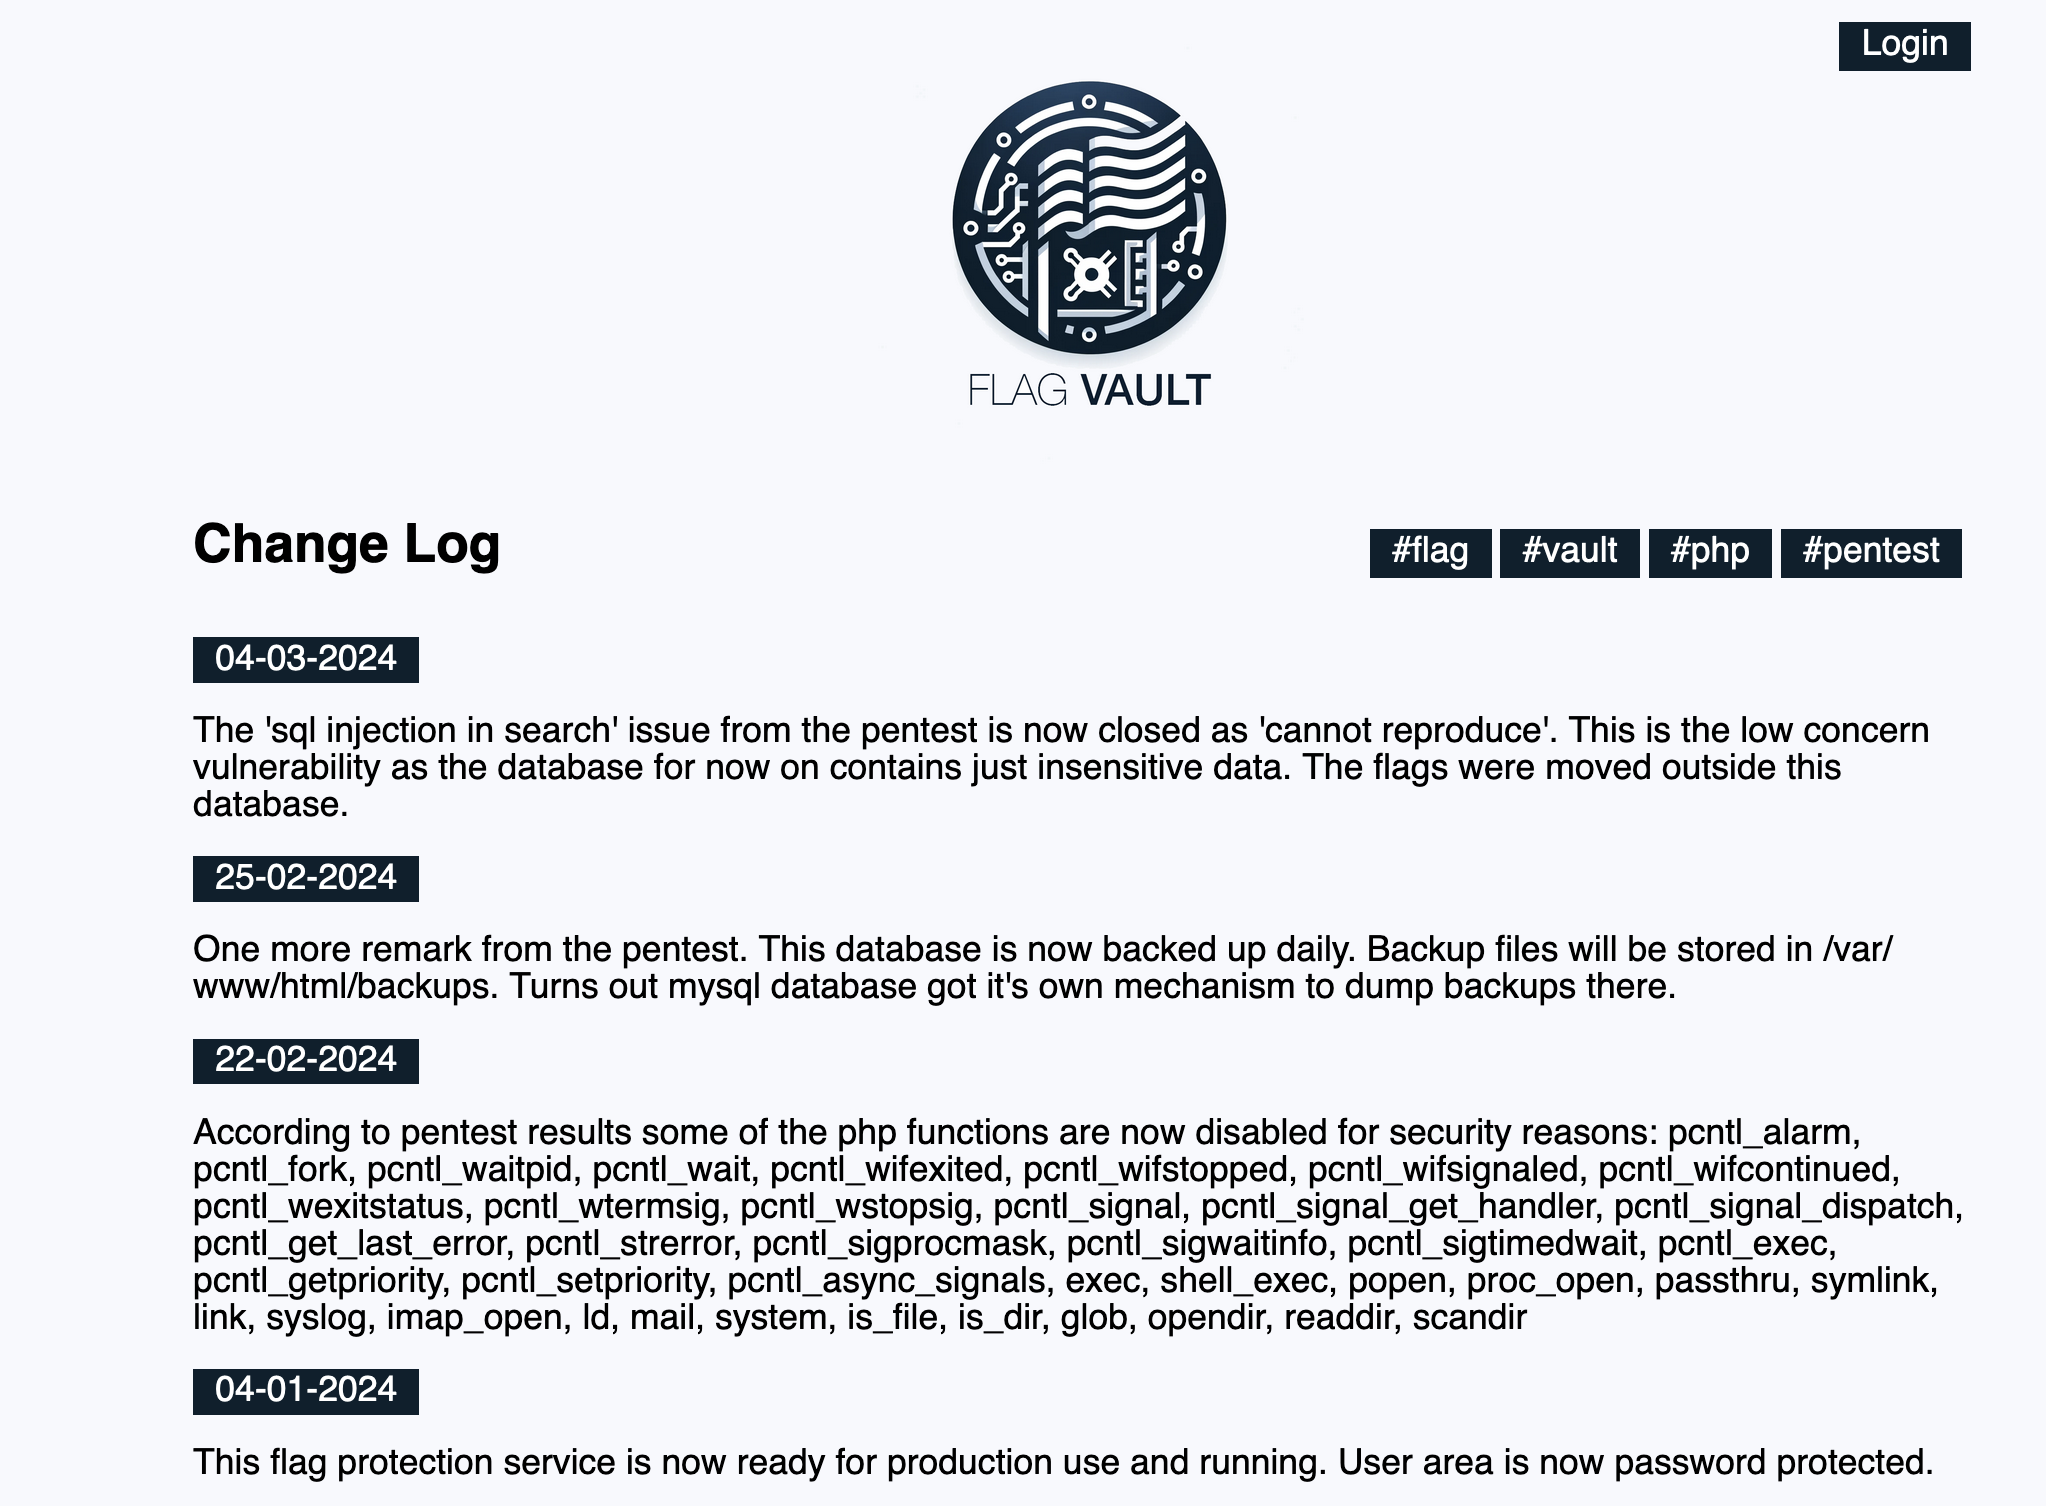 Login
FLAG VAULT
Change Log
#flag #vault #php #pentest
04-03-2024
The 'sql injection in search' issue from the pentest is now closed as 'cannot reproduce'. This is the low concern
vulnerability as the database for now on contains just insensitive data. The flags were moved outside this
database.
25-02-2024
One more remark from the pentest. This database is now backed up daily. Backup files will be stored in /var/
www/html/backups. Turns out mysql database got it's own mechanism to dump backups there.
22-02-2024
According to pentest results some of the php functions are now disabled for security reasons: pcntl_alarm,
pcntl_fork, pcntl_waitpid, pcntl_wait, pcntl_wifexited, pcntl_wifstopped, pcntl_wifsignaled, pcntl_wifcontinued,
pcntl_wexitstatus, pcntl_wtermsig, pcntl_wstopsig, pcntl_signal, pcntl_signal_get_handler, pcntl_signal_dispatch,
pcntl_get_last_error, pcntl_strerror, pcntl_sigprocmask, pcntl_sigwaitinfo, pcntl_sigtimedwait, pcntl_exec,
pcntl_getpriority, pcntl_setpriority, pcntl_async_signals, exec, shell_exec, popen, proc_open, passthru, symlink,
link, syslog, imap_open, ld, mail, system, is_file, is_dir, glob, opendir, readdir, scandir
04-01-2024
This flag protection service is now ready for production use and running. User area is now password protected.